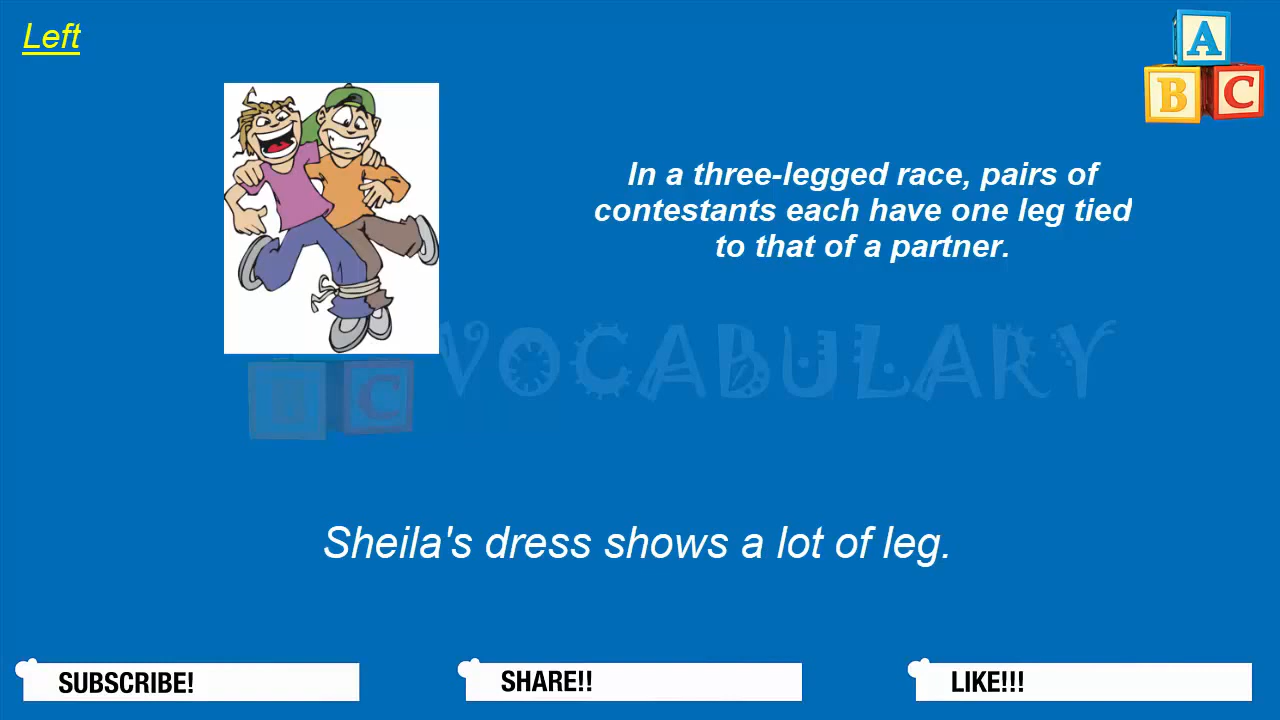 Left
A
B C
In a three-legged race, pairs of
contestants each have one leg tied
to that of a partner.
B C VOCABULARY
Sheila's dress shows a lot of leg.
SUBSCRIBE!
SHARE!!
LIKE!!!